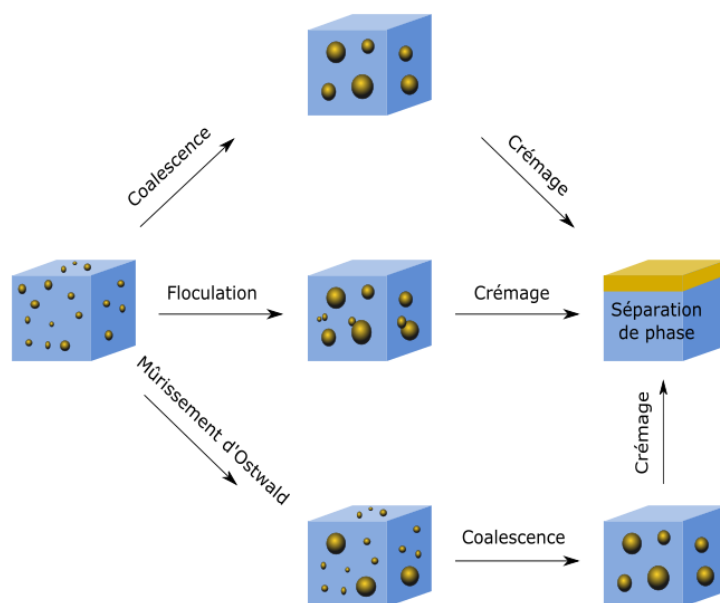 Coalescence
Crémage
Floculation
Crémage
Séparation
de phase
Mûrissement d'Ostwald
Crémage
Coalescence